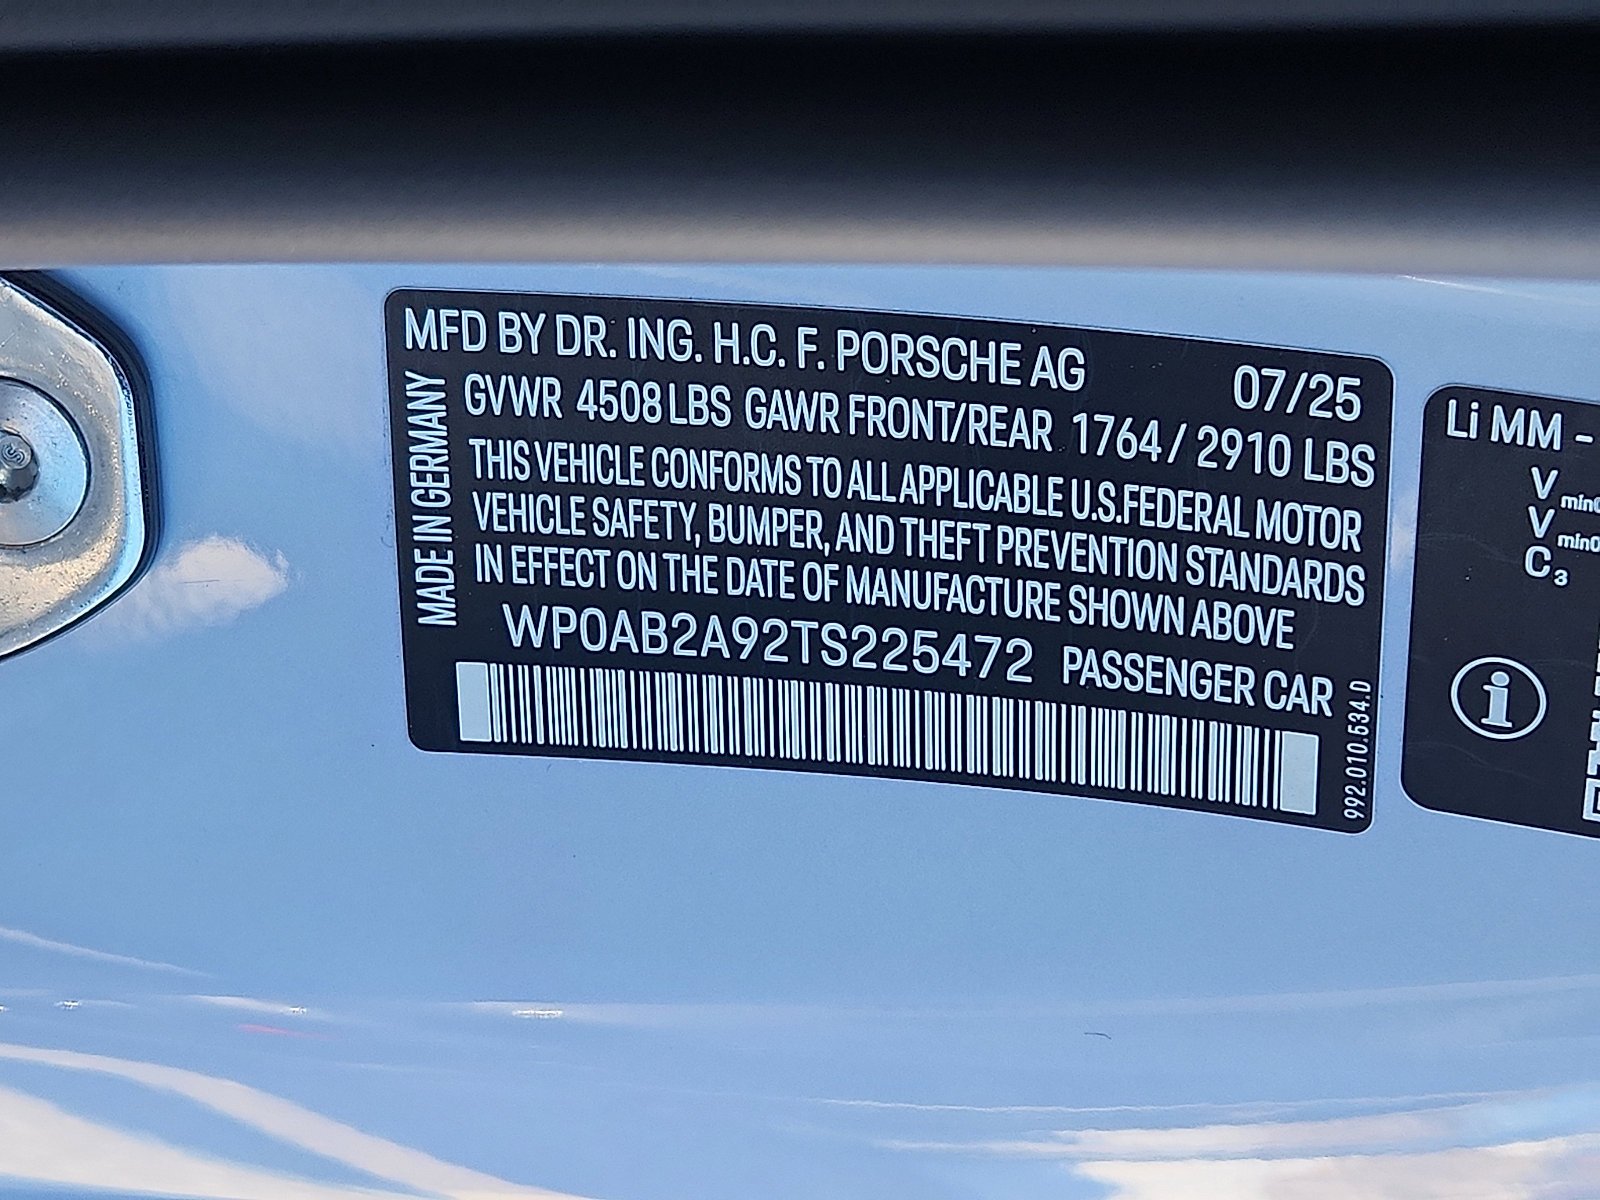 MFD BY DR. ING. H.C. F. PORSCHE AG 07/25
MADE IN GERMANY
GVWR 4508 LBS GAWR FRONT/REAR 1764 / 2910 LBS
THIS VEHICLE CONFORMS TO ALL APPLICABLE U.S.FEDERAL MOTOR
VEHICLE SAFETY, BUMPER, AND THEFT PREVENTION STANDARDS
IN EFFECT ON THE DATE OF MANUFACTURE SHOWN ABOVE
WP0AB2A92TS225472 PASSENGER CAR
992.010.534.D
Li MM -
V
V
C₃
i